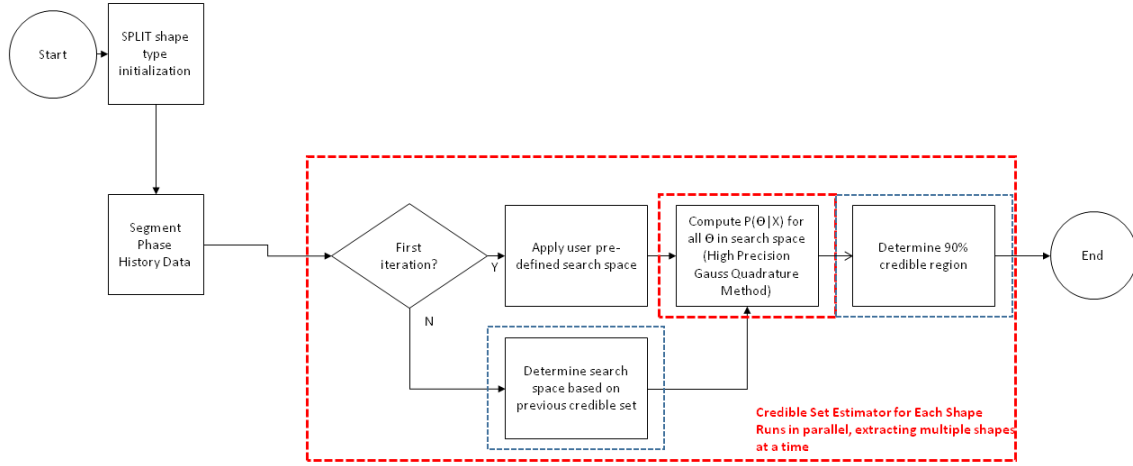 Start
SPLIT shape
type
initialization
Segment
Phase
History Data
First
iteration?
Y
N
Apply user pre-
defined search space
Compute P(Θ|X) for
all Θ in search space
(High Precision
Gauss Quadrature
Method)
Determine 90%
credible region
End
Determine search
space based on
previous credible set
Credible Set Estimator for Each Shape
Runs in parallel, extracting multiple shapes
at a time